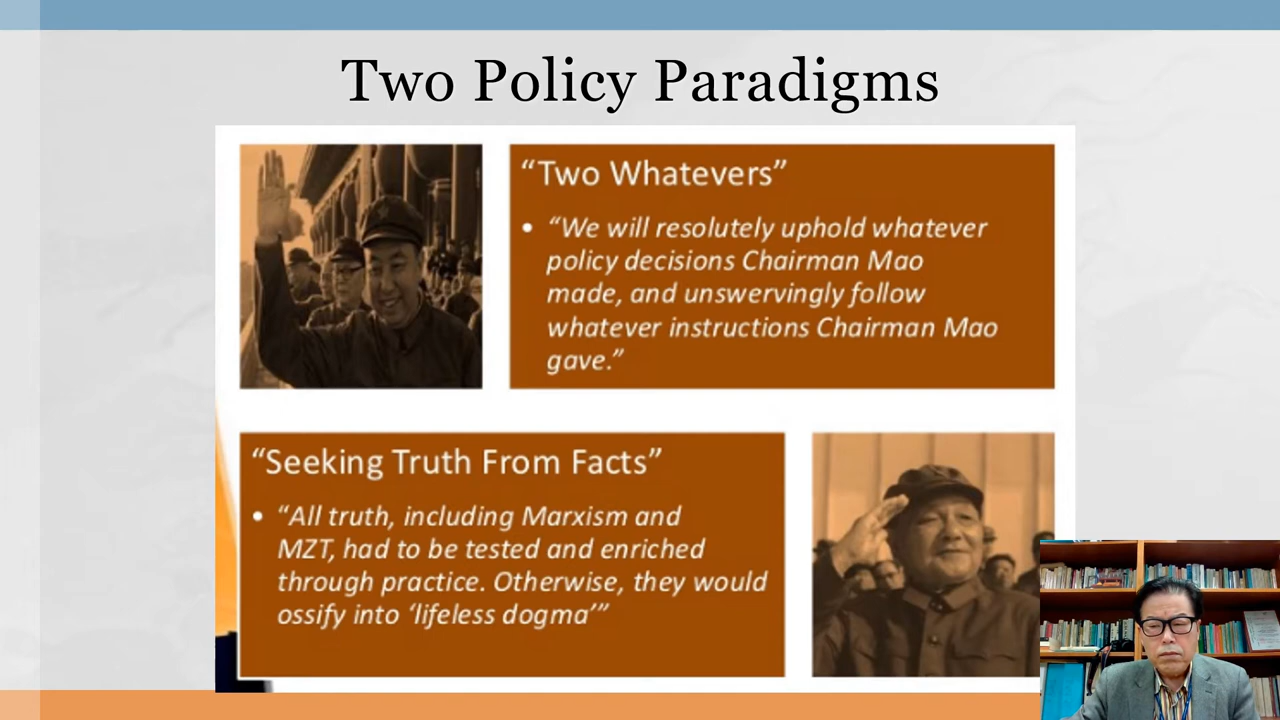 Two Policy Paradigms
“Two Whatevers”
• “We will resolutely uphold whatever
policy decisions Chairman Mao
made, and unswervingly follow
whatever instructions Chairman Mao
gave.”
“Seeking Truth From Facts”
• “All truth, including Marxism and
MZT, had to be tested and enriched
through practice. Otherwise, they would
ossify into ‘lifeless dogma’”